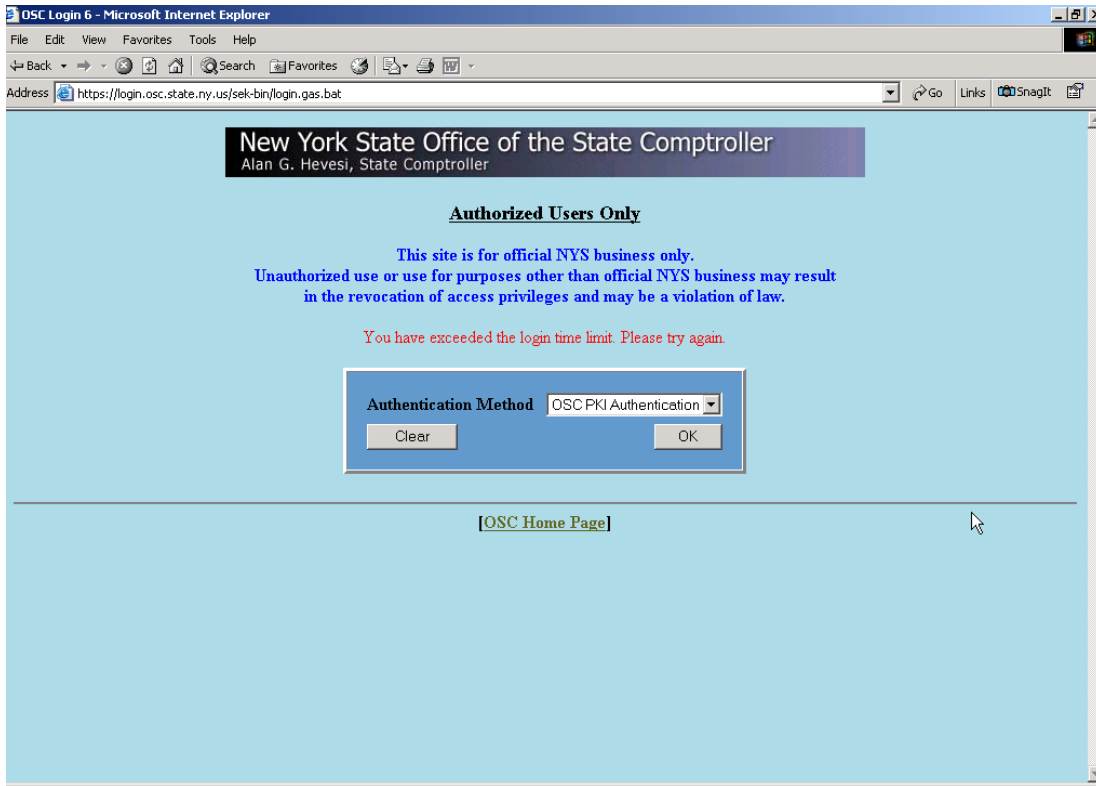 OSC Login 6 - Microsoft Internet Explorer
File Edit View Favorites Tools Help
Back Search Favorites
Address https://login.osc.state.ny.us/sek-bin/login.gas.bat Go Links SnagIt
New York State Office of the State Comptroller
Alan G. Hevesi, State Comptroller
Authorized Users Only
This site is for official NYS business only.
Unauthorized use or use for purposes other than official NYS business may result
in the revocation of access privileges and may be a violation of law.
You have exceeded the login time limit. Please try again.
Authentication Method OSC PKI Authentication
Clear OK
[OSC Home Page]